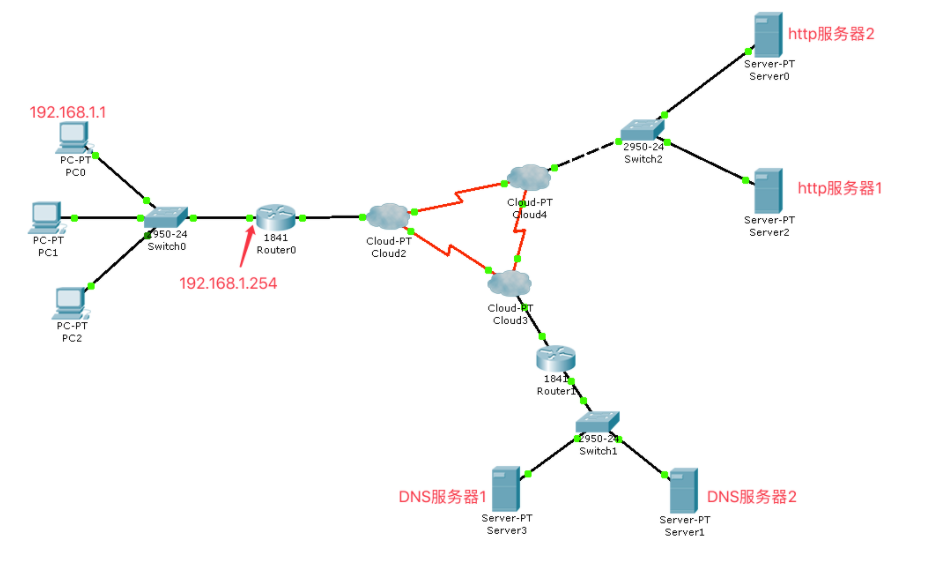 http服务器2
Server-PT
Server0
192.168.1.1
PC-PT
PC0
2950-24
Switch2
http服务器1
Server-PT
Server2
Cloud-PT
Cloud4
PC-PT
PC1
2950-24
Switch0
1841
Router0
Cloud-PT
Cloud2
192.168.1.254
PC-PT
PC2
Cloud-PT
Cloud3
1841
Router1
2950-24
Switch1
DNS服务器1
Server-PT
Server3
DNS服务器2
Server-PT
Server1